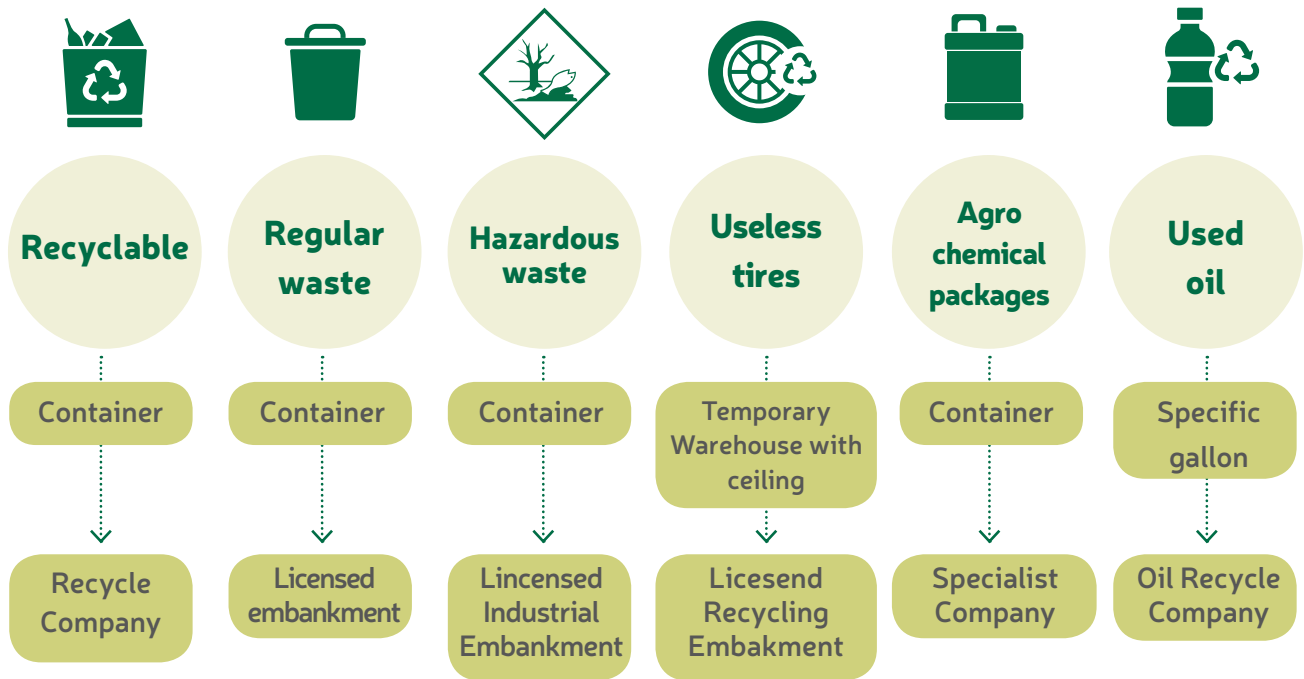 Recyclable
Regular
waste
Hazardous
waste
Useless
tires
Agro
chemical
packages
Used
oil
Container
Container
Container
Temporary
Warehouse with
ceiling
Container
Specific
gallon
Recycle
Company
Licensed
embankment
Lincensed
Industrial
Embankment
Licesend
Recycling
Embakment
Specialist
Company
Oil Recycle
Company